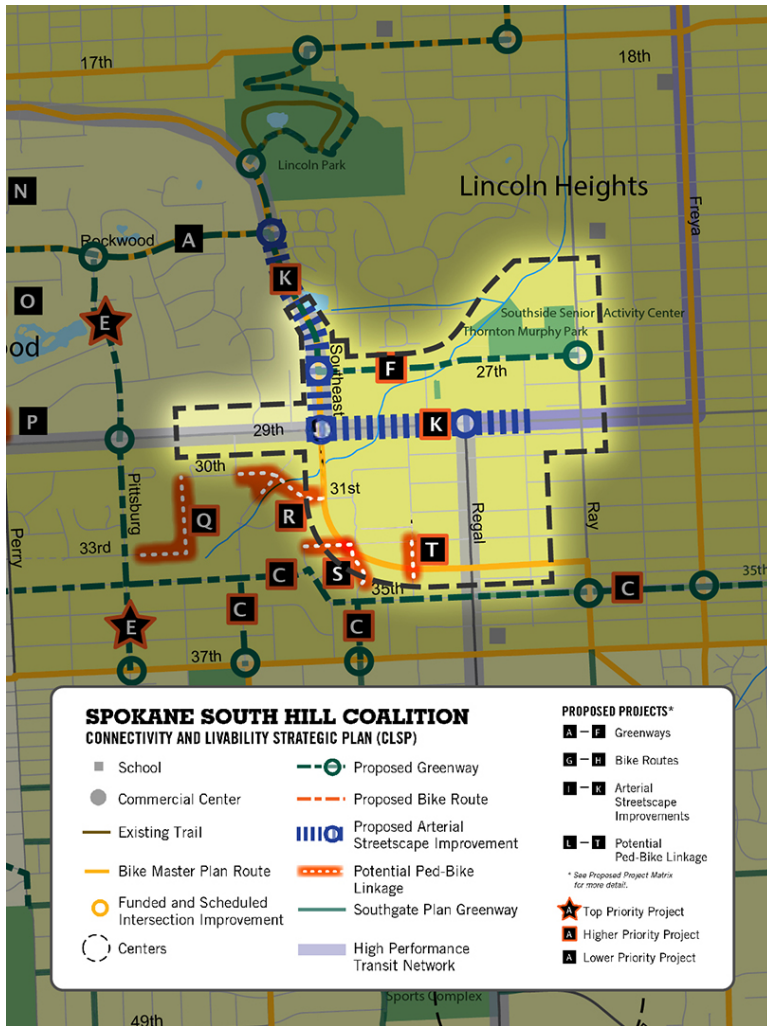 17th
18th
Lincoln Park
Lincoln Heights
N
Freya
Rockwood
A
K
O
Southside Senior Activity Center
E
Thornton Murphy Park
ood
Southeast
F
27th
P
29th
K
30th
Pittsburg
31st
Q
R
Regal
Ray
Perry
33rd
S
T
C
35th
C
35th
E
C
C
37th
SPOKANE SOUTH HILL COALITION
CONNECTIVITY AND LIVABILITY STRATEGIC PLAN (CLSP)
School
Commercial Center
Existing Trail
Bike Master Plan Route
Funded and Scheduled
Intersection Improvement
Centers
Proposed Greenway
Proposed Bike Route
Proposed Arterial
Streetscape Improvement
Potential Ped-Bike
Linkage
Southgate Plan Greenway
High Performance
Transit Network
PROPOSED PROJECTS*
A – F Greenways
G – H Bike Routes
I – K Arterial
Streetscape
Improvements
L – T Potential
Ped-Bike Linkage
* See Proposed Project Matrix
for more detail.
A Top Priority Project
A Higher Priority Project
A Lower Priority Project
Sports Complex
49th